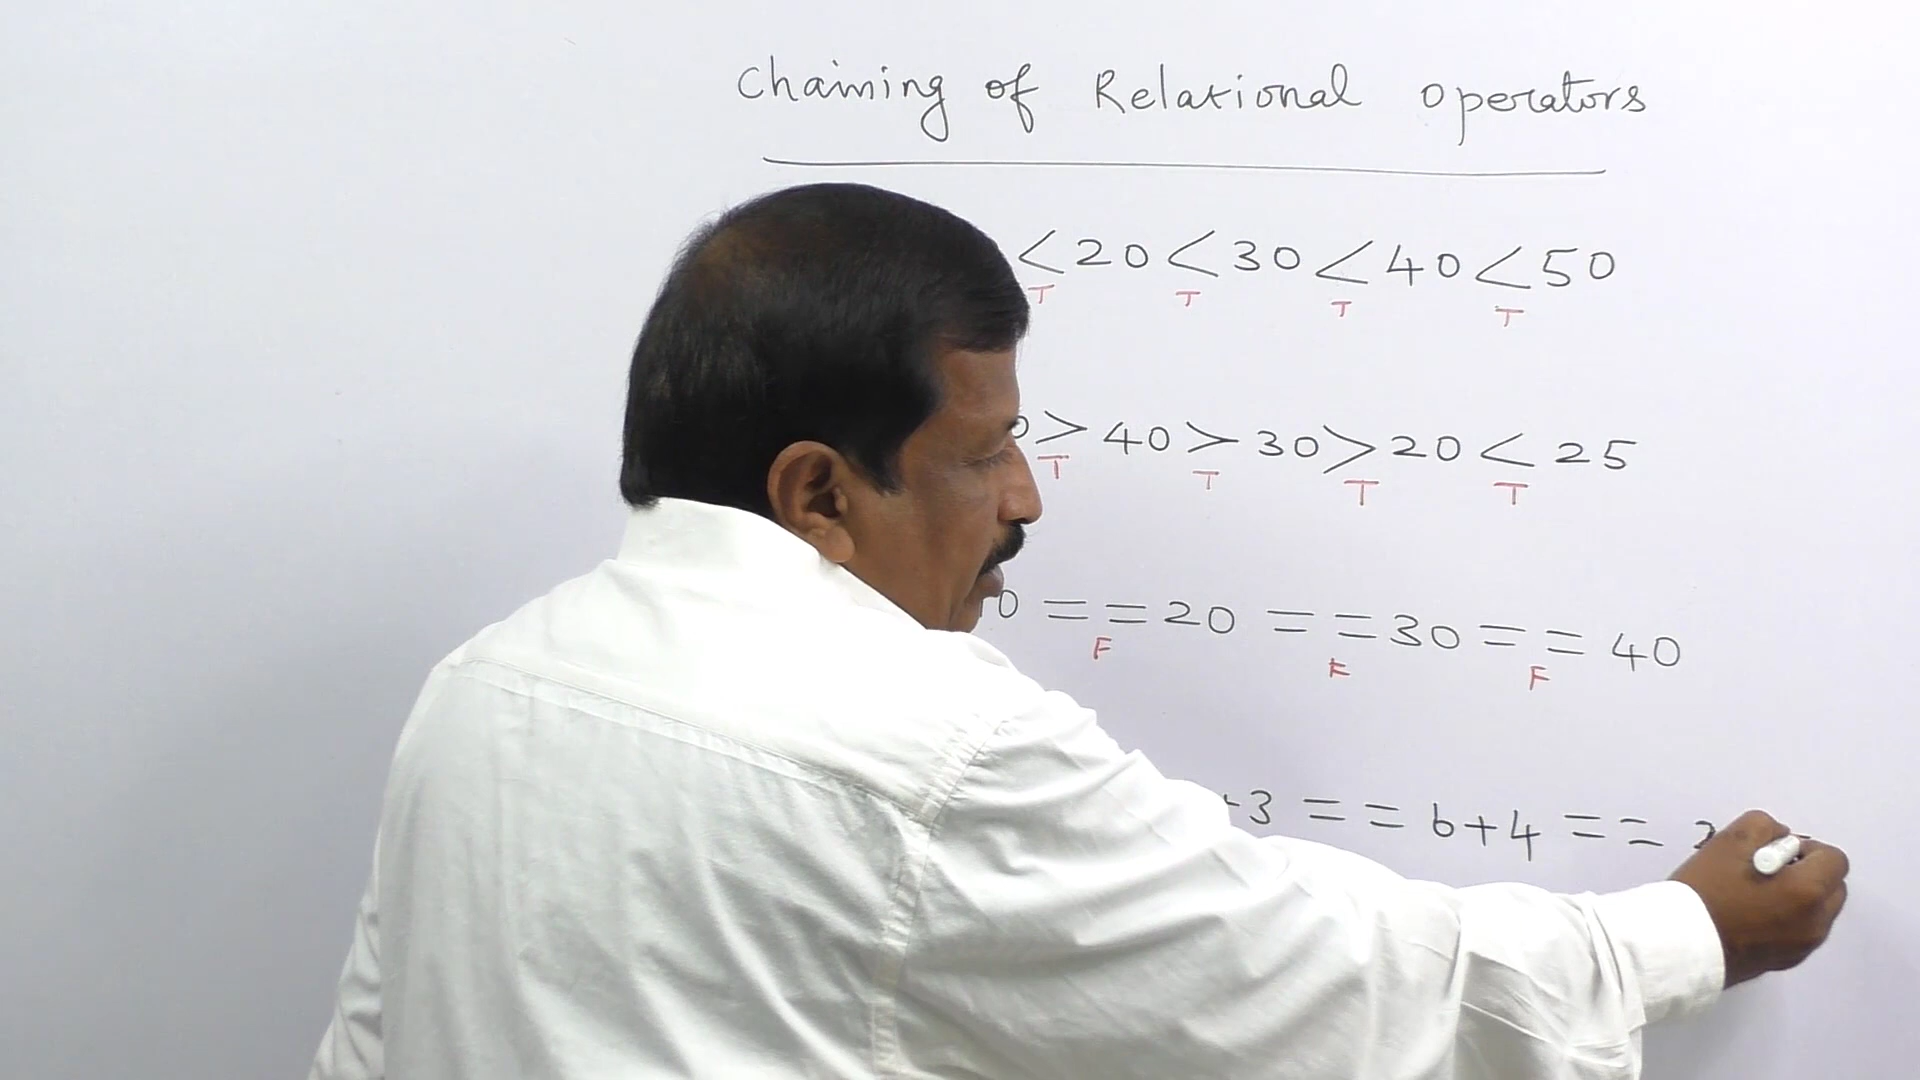 Chaining of Relational operators
< 20 < 30 < 40 < 50
T T T T
0 > 40 > 30 > 20 < 25
T T T T
10 == 20 == 30 == 40
F F F
+3 == 6+4 ==